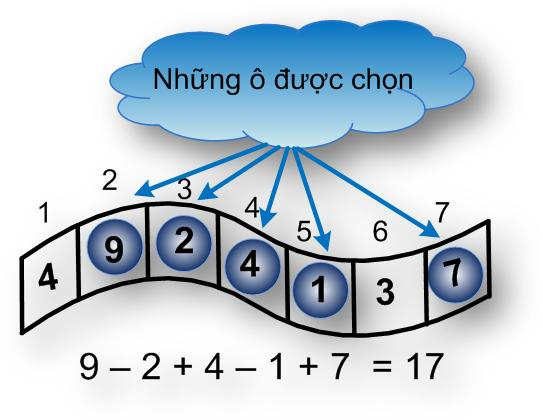 Những ô được chọn
1 2 3 4 5 6 7
4 9 2 4 1 3 7
9 – 2 + 4 – 1 + 7 = 17